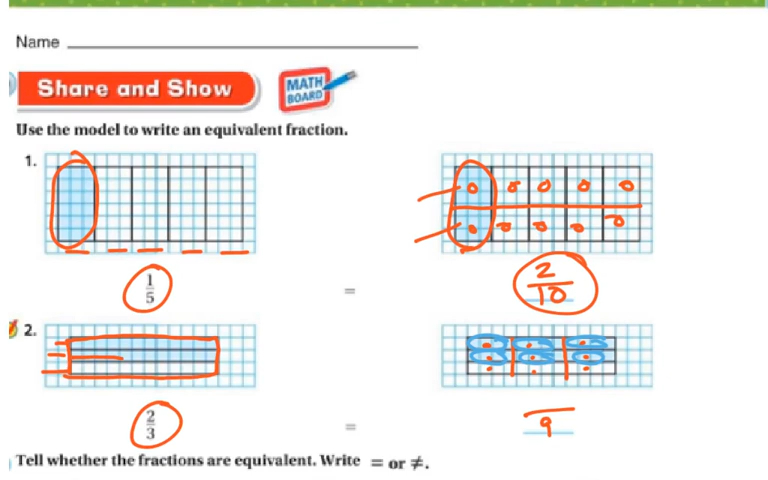 Name
Share and Show
MATH
BOARD
Use the model to write an equivalent fraction.
1.
1/5 = 2/10
2.
2/3 = /9
Tell whether the fractions are equivalent. Write = or ≠.